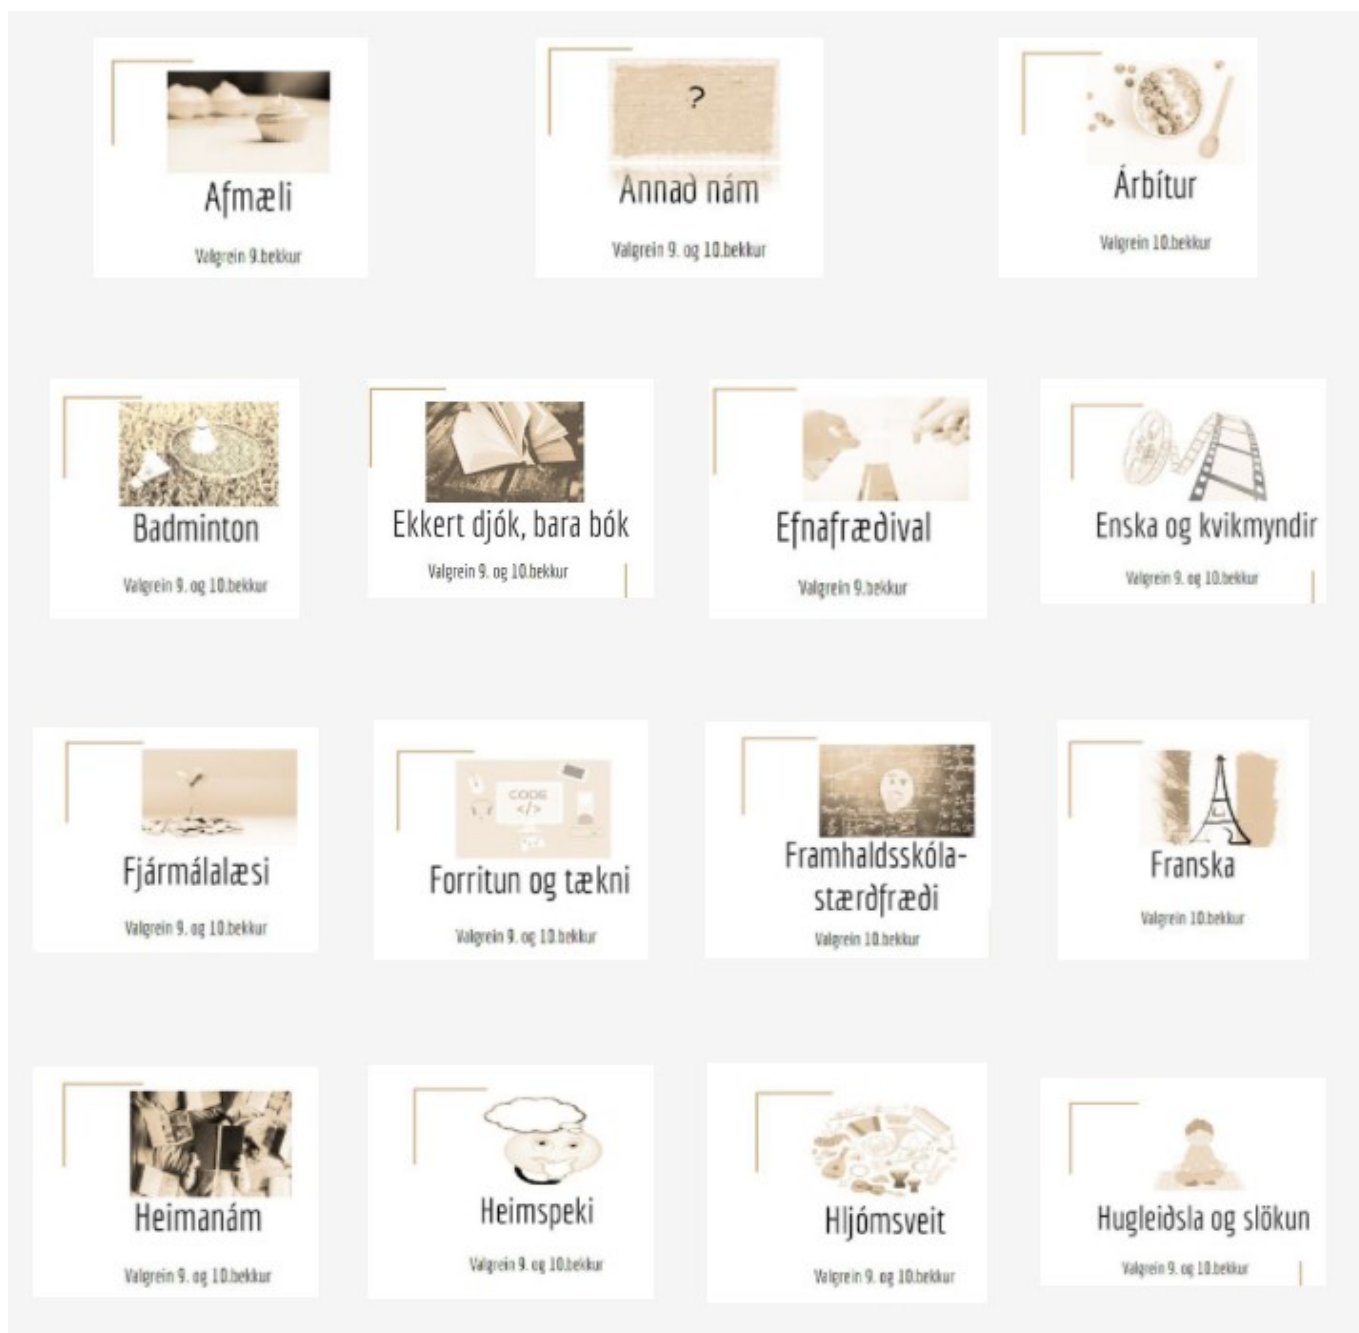 Afmæli
Valgrein 9.bekkur
?
Annað nám
Valgrein 9. og 10.bekkur
Árbítur
Valgrein 10.bekkur
Badminton
Valgrein 9. og 10.bekkur
Ekkert djók, bara bók
Valgrein 9. og 10.bekkur
Efnafræðival
Valgrein 9.bekkur
Enska og kvikmyndir
Valgrein 9. og 10.bekkur
Fjármálalæsi
Valgrein 9. og 10.bekkur
CODE
</>
Forritun og tækni
Valgrein 9. og 10.bekkur
Framhaldsskóla-
stærðfræði
Valgrein 10.bekkur
Franska
Valgrein 10.bekkur
Heimanám
Valgrein 9. og 10.bekkur
Heimspeki
Valgrein 9. og 10.bekkur
Hljómsveit
Valgrein 9. og 10.bekkur
Hugleiðsla og slökun
Valgrein 9. og 10.bekkur